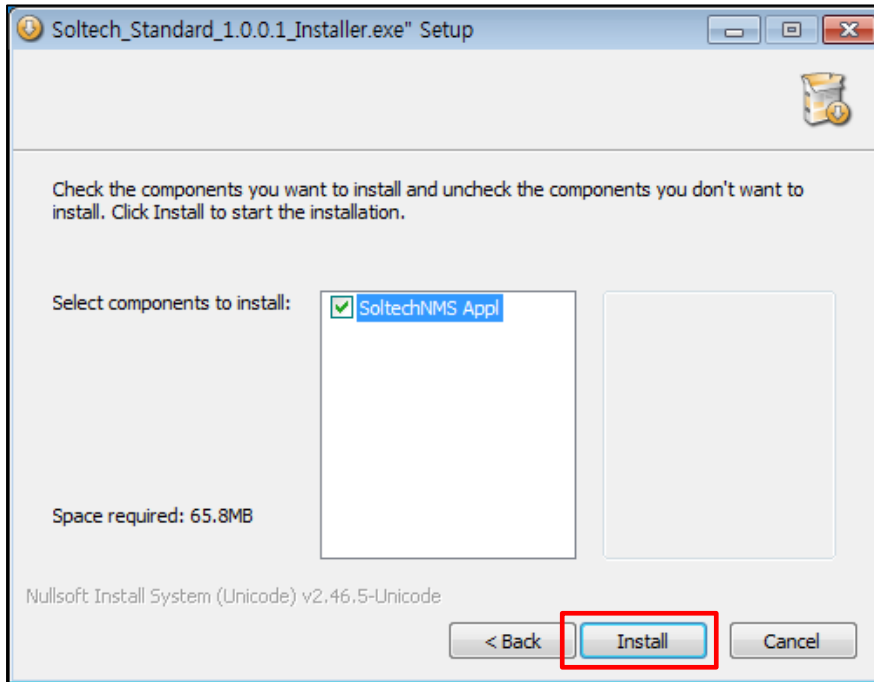 Soltech_Standard_1.0.0.1_Installer.exe" Setup
Check the components you want to install and uncheck the components you don't want to
install. Click Install to start the installation.
Select components to install:
SoltechNMS Appl
Space required: 65.8MB
Nullsoft Install System (Unicode) v2.46.5-Unicode
< Back Install Cancel